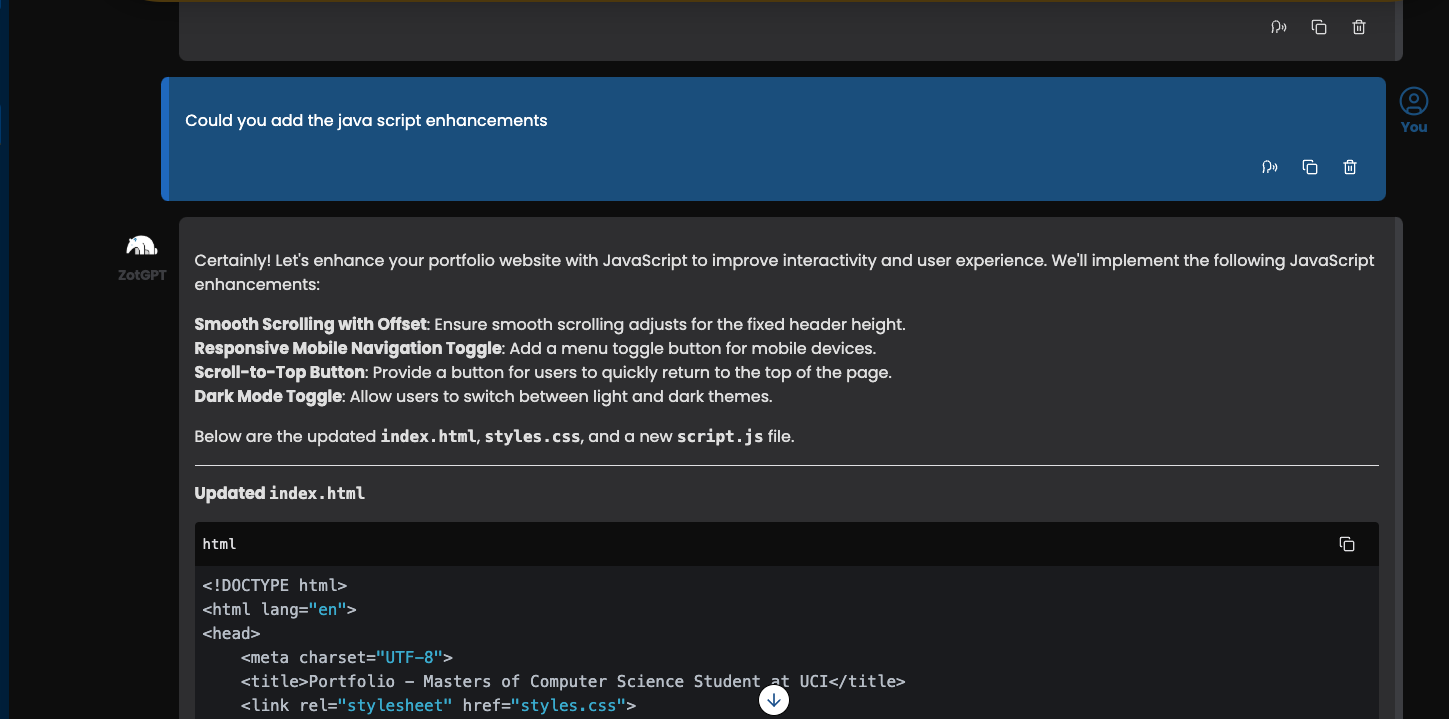 Could you add the java script enhancements
You
ZotGPT
Certainly! Let's enhance your portfolio website with JavaScript to improve interactivity and user experience. We'll implement the following JavaScript
enhancements:
Smooth Scrolling with Offset: Ensure smooth scrolling adjusts for the fixed header height.
Responsive Mobile Navigation Toggle: Add a menu toggle button for mobile devices.
Scroll-to-Top Button: Provide a button for users to quickly return to the top of the page.
Dark Mode Toggle: Allow users to switch between light and dark themes.
Below are the updated index.html, styles.css, and a new script.js file.
Updated index.html
html
<!DOCTYPE html>
<html lang="en">
<head>
    <meta charset="UTF-8">
    <title>Portfolio - Masters of Computer Science Student at UCI</title>
    <link rel="stylesheet" href="styles.css">